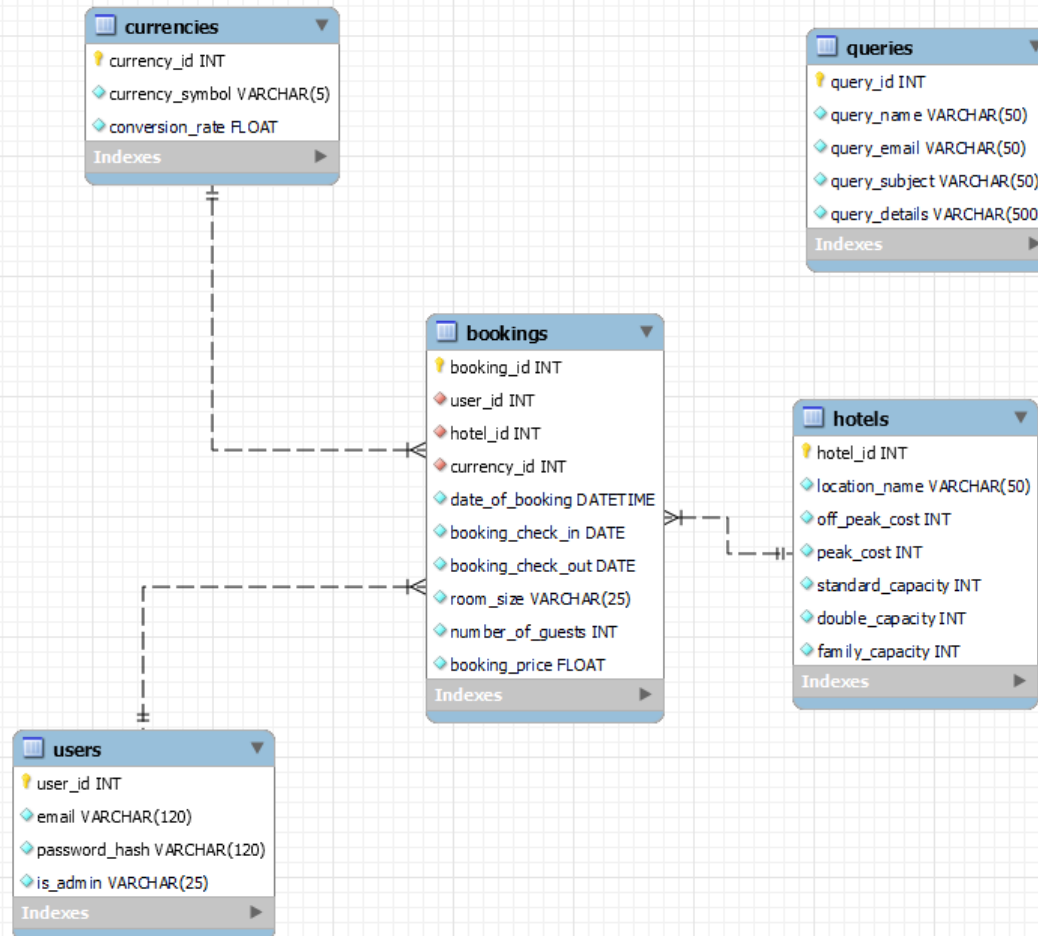 currencies
currency_id INT
currency_symbol VARCHAR(5)
conversion_rate FLOAT
Indexes
queries
query_id INT
query_name VARCHAR(50)
query_email VARCHAR(50)
query_subject VARCHAR(50)
query_details VARCHAR(500
Indexes
bookings
booking_id INT
user_id INT
hotel_id INT
currency_id INT
date_of_booking DATETIME
booking_check_in DATE
booking_check_out DATE
room_size VARCHAR(25)
number_of_guests INT
booking_price FLOAT
Indexes
hotels
hotel_id INT
location_name VARCHAR(50)
off_peak_cost INT
peak_cost INT
standard_capacity INT
double_capacity INT
family_capacity INT
Indexes
users
user_id INT
email VARCHAR(120)
password_hash VARCHAR(120)
is_admin VARCHAR(25)
Indexes